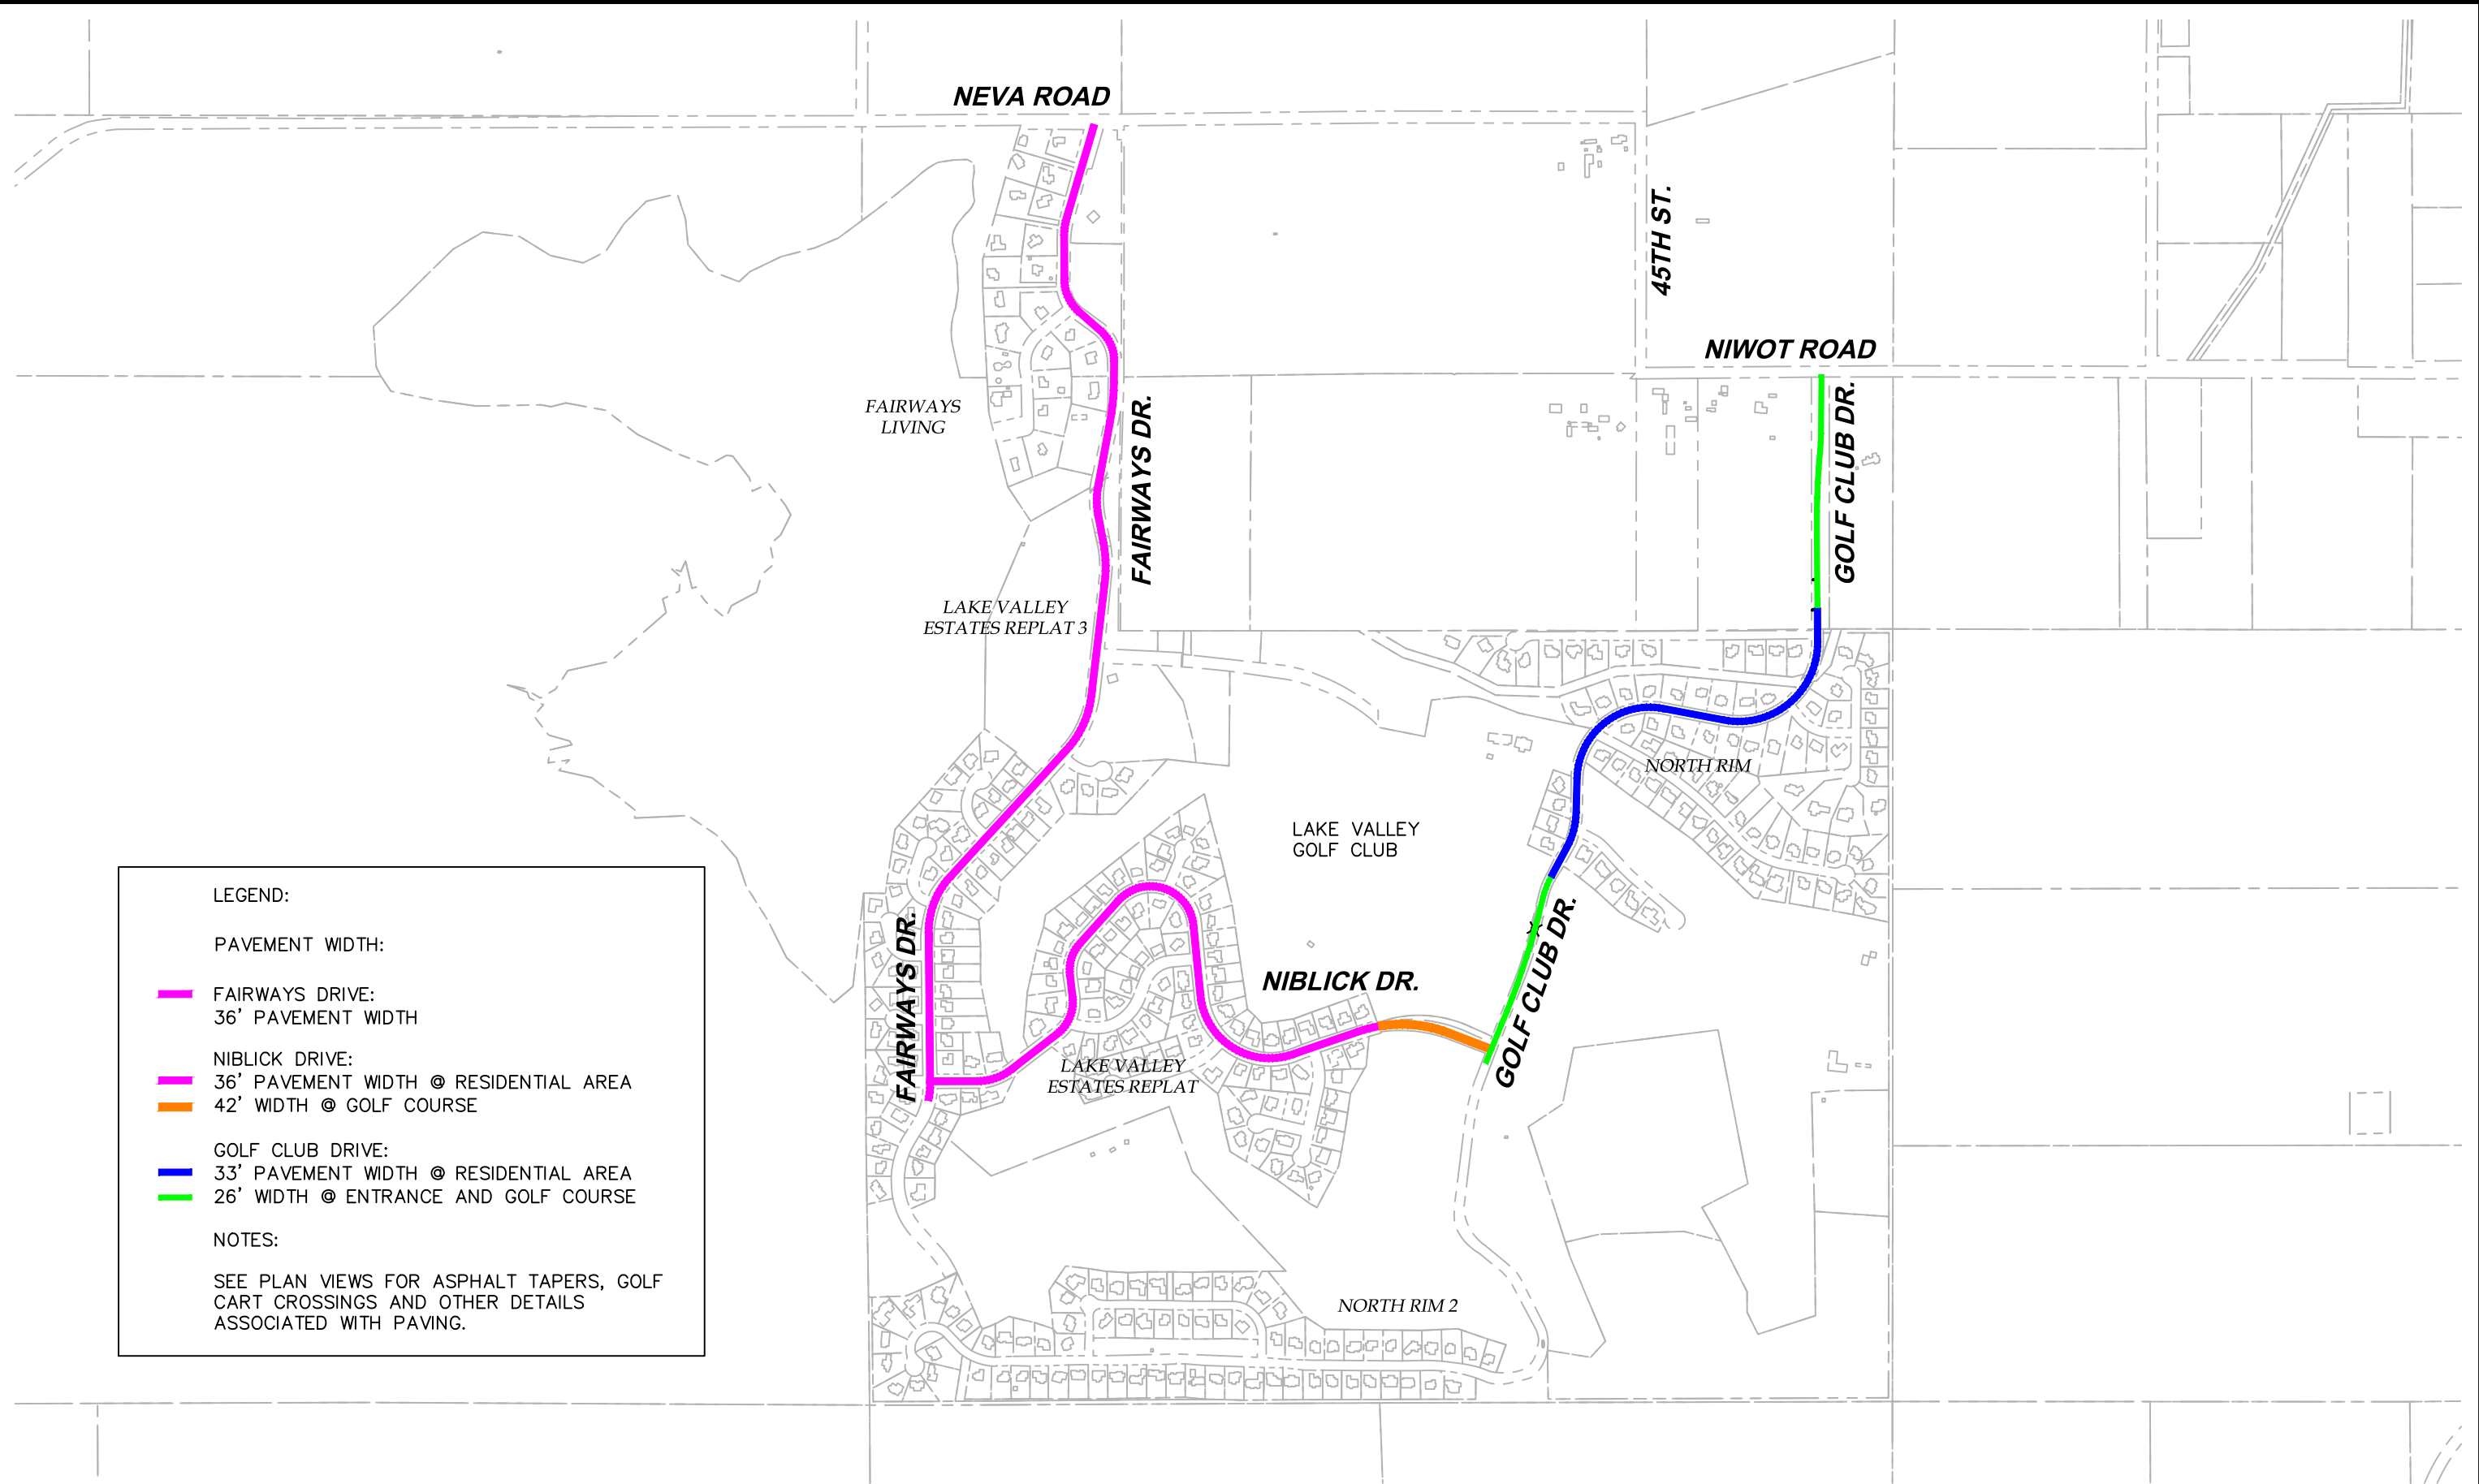 NEVA ROAD
45TH ST.
NIWOT ROAD
FAIRWAYS
LIVING
FAIRWAYS DR.
GOLF CLUB DR.
LAKE VALLEY
ESTATES REPLAT 3
NORTH RIM
LAKE VALLEY
GOLF CLUB
FAIRWAYS DR.
NIBLICK DR.
GOLF CLUB DR.
LAKE VALLEY
ESTATES REPLAT
NORTH RIM 2
LEGEND:
PAVEMENT WIDTH:
FAIRWAYS DRIVE:
36' PAVEMENT WIDTH
NIBLICK DRIVE:
36' PAVEMENT WIDTH @ RESIDENTIAL AREA
42' WIDTH @ GOLF COURSE
GOLF CLUB DRIVE:
33' PAVEMENT WIDTH @ RESIDENTIAL AREA
26' WIDTH @ ENTRANCE AND GOLF COURSE
NOTES:
SEE PLAN VIEWS FOR ASPHALT TAPERS, GOLF
CART CROSSINGS AND OTHER DETAILS
ASSOCIATED WITH PAVING.